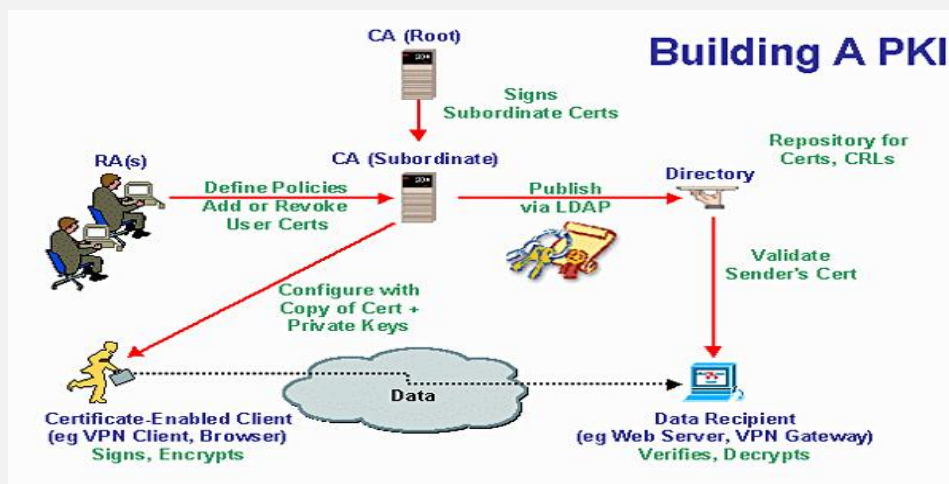 CA (Root)
Building A PKI
Signs
Subordinate Certs
RA(s)
CA (Subordinate)
Repository for
Certs, CRLs
Directory
Define Policies
Add or Revoke
User Certs
Publish
via LDAP
Validate
Sender's Cert
Configure with
Copy of Cert +
Private Keys
Data
Certificate-Enabled Client
(eg VPN Client, Browser)
Signs, Encrypts
Data Recipient
(eg Web Server, VPN Gateway)
Verifies, Decrypts